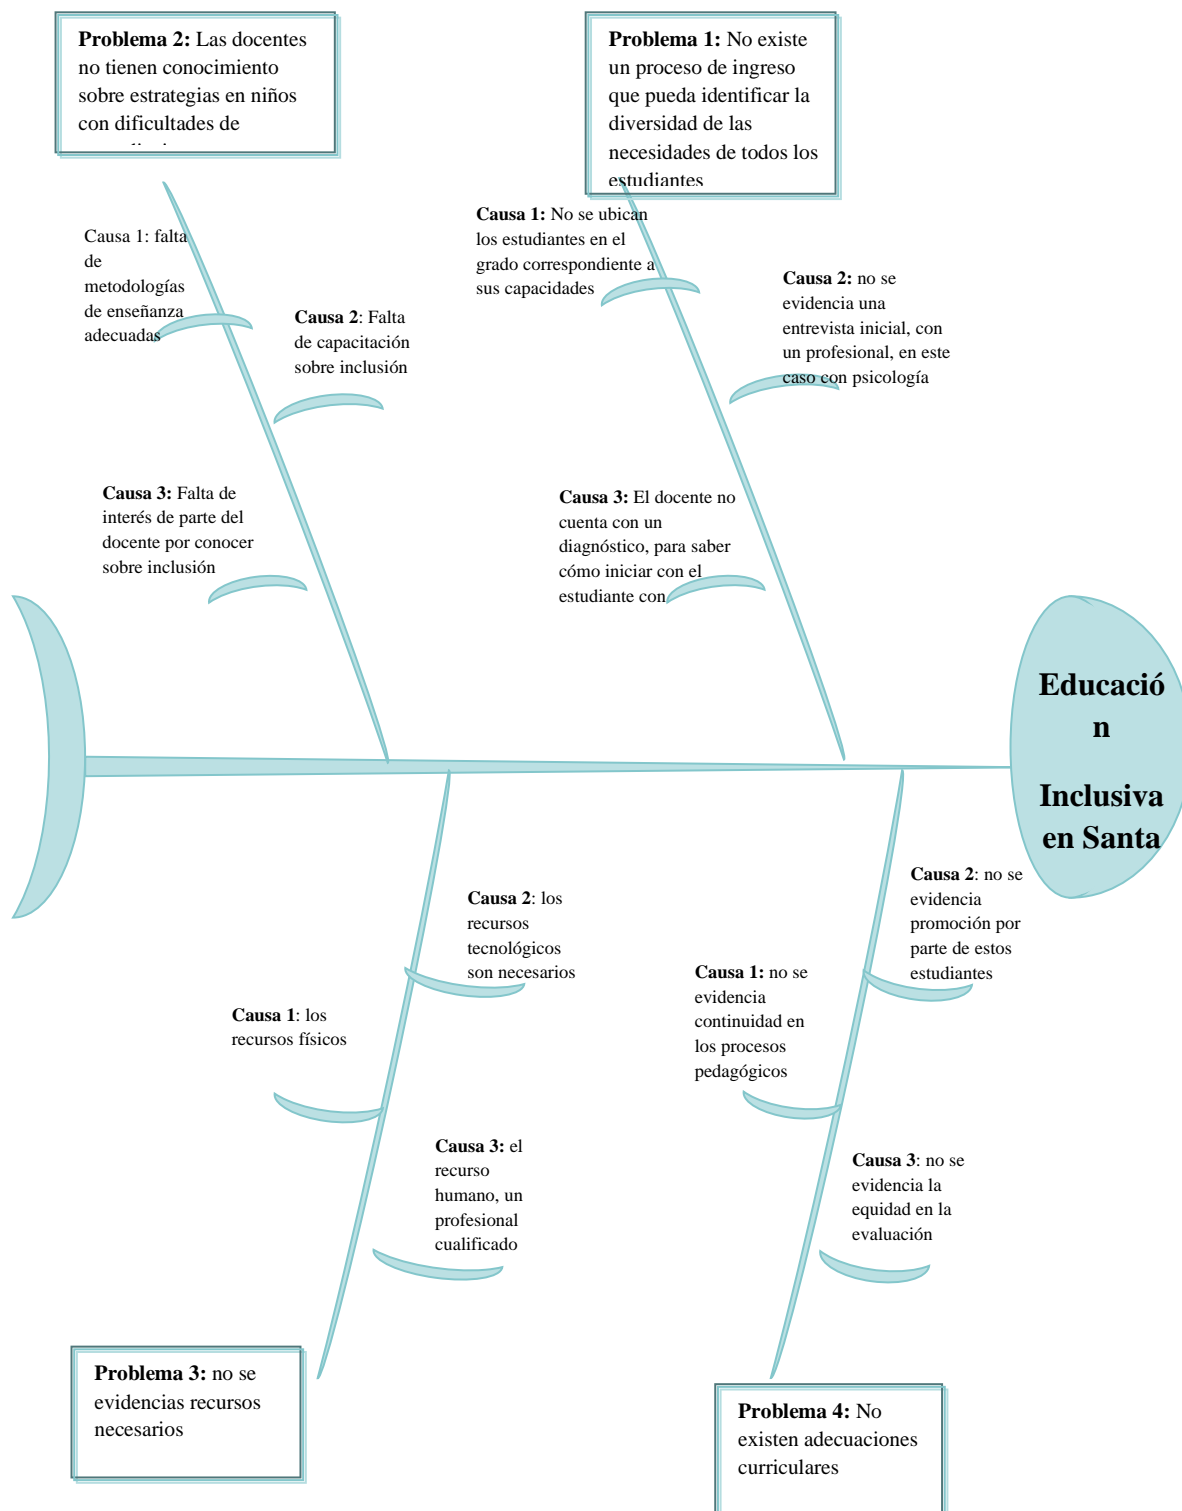 Problema 2: Las docentes
no tienen conocimiento
sobre estrategias en niños
con dificultades de
Problema 1: No existe
un proceso de ingreso
que pueda identificar la
diversidad de las
necesidades de todos los
estudiantes
Causa 1: falta
de
metodologías
de enseñanza
adecuadas
Causa 2: Falta
de capacitación
sobre inclusión
Causa 3: Falta de
interés de parte del
docente por conocer
sobre inclusión
Causa 1: No se ubican
los estudiantes en el
grado correspondiente a
sus capacidades
Causa 2: no se
evidencia una
entrevista inicial, con
un profesional, en este
caso con psicología
Causa 3: El docente no
cuenta con un
diagnóstico, para saber
cómo iniciar con el
estudiante con
Educació
n
Inclusiva
en Santa
Causa 2: los
recursos
tecnológicos
son necesarios
Causa 1: los
recursos físicos
Causa 3: el
recurso
humano, un
profesional
cualificado
Causa 2: no se
evidencia
promoción por
parte de estos
estudiantes
Causa 1: no se
evidencia
continuidad en
los procesos
pedagógicos
Causa 3: no se
evidencia la
equidad en la
evaluación
Problema 3: no se
evidencias recursos
necesarios
Problema 4: No
existen adecuaciones
curriculares